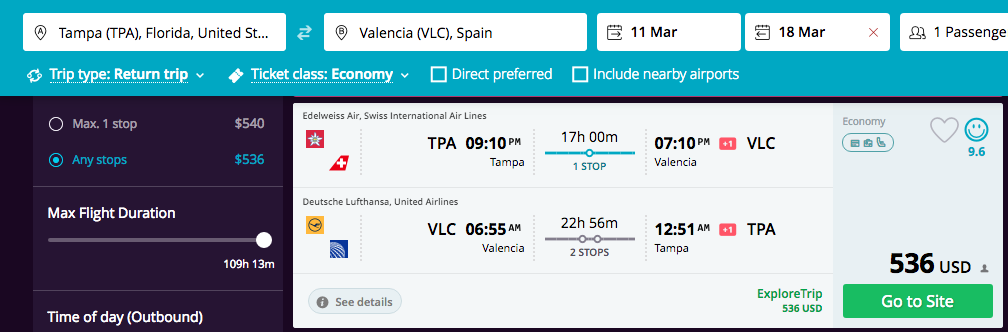 Tampa (TPA), Florida, United St...
Valencia (VLC), Spain
11 Mar
18 Mar
1 Passenge
Trip type: Return trip
Ticket class: Economy
Direct preferred
Include nearby airports
Max. 1 stop $540
Any stops $536
Max Flight Duration
109h 13m
Time of day (Outbound)
Edelweiss Air, Swiss International Air Lines
TPA 09:10 PM
Tampa
17h 00m
1 STOP
07:10 PM +1 VLC
Valencia
Deutsche Lufthansa, United Airlines
VLC 06:55 AM
Valencia
22h 56m
2 STOPS
12:51 AM +1 TPA
Tampa
See details
ExploreTrip
536 USD
Economy
9.6
536 USD
Go to Site